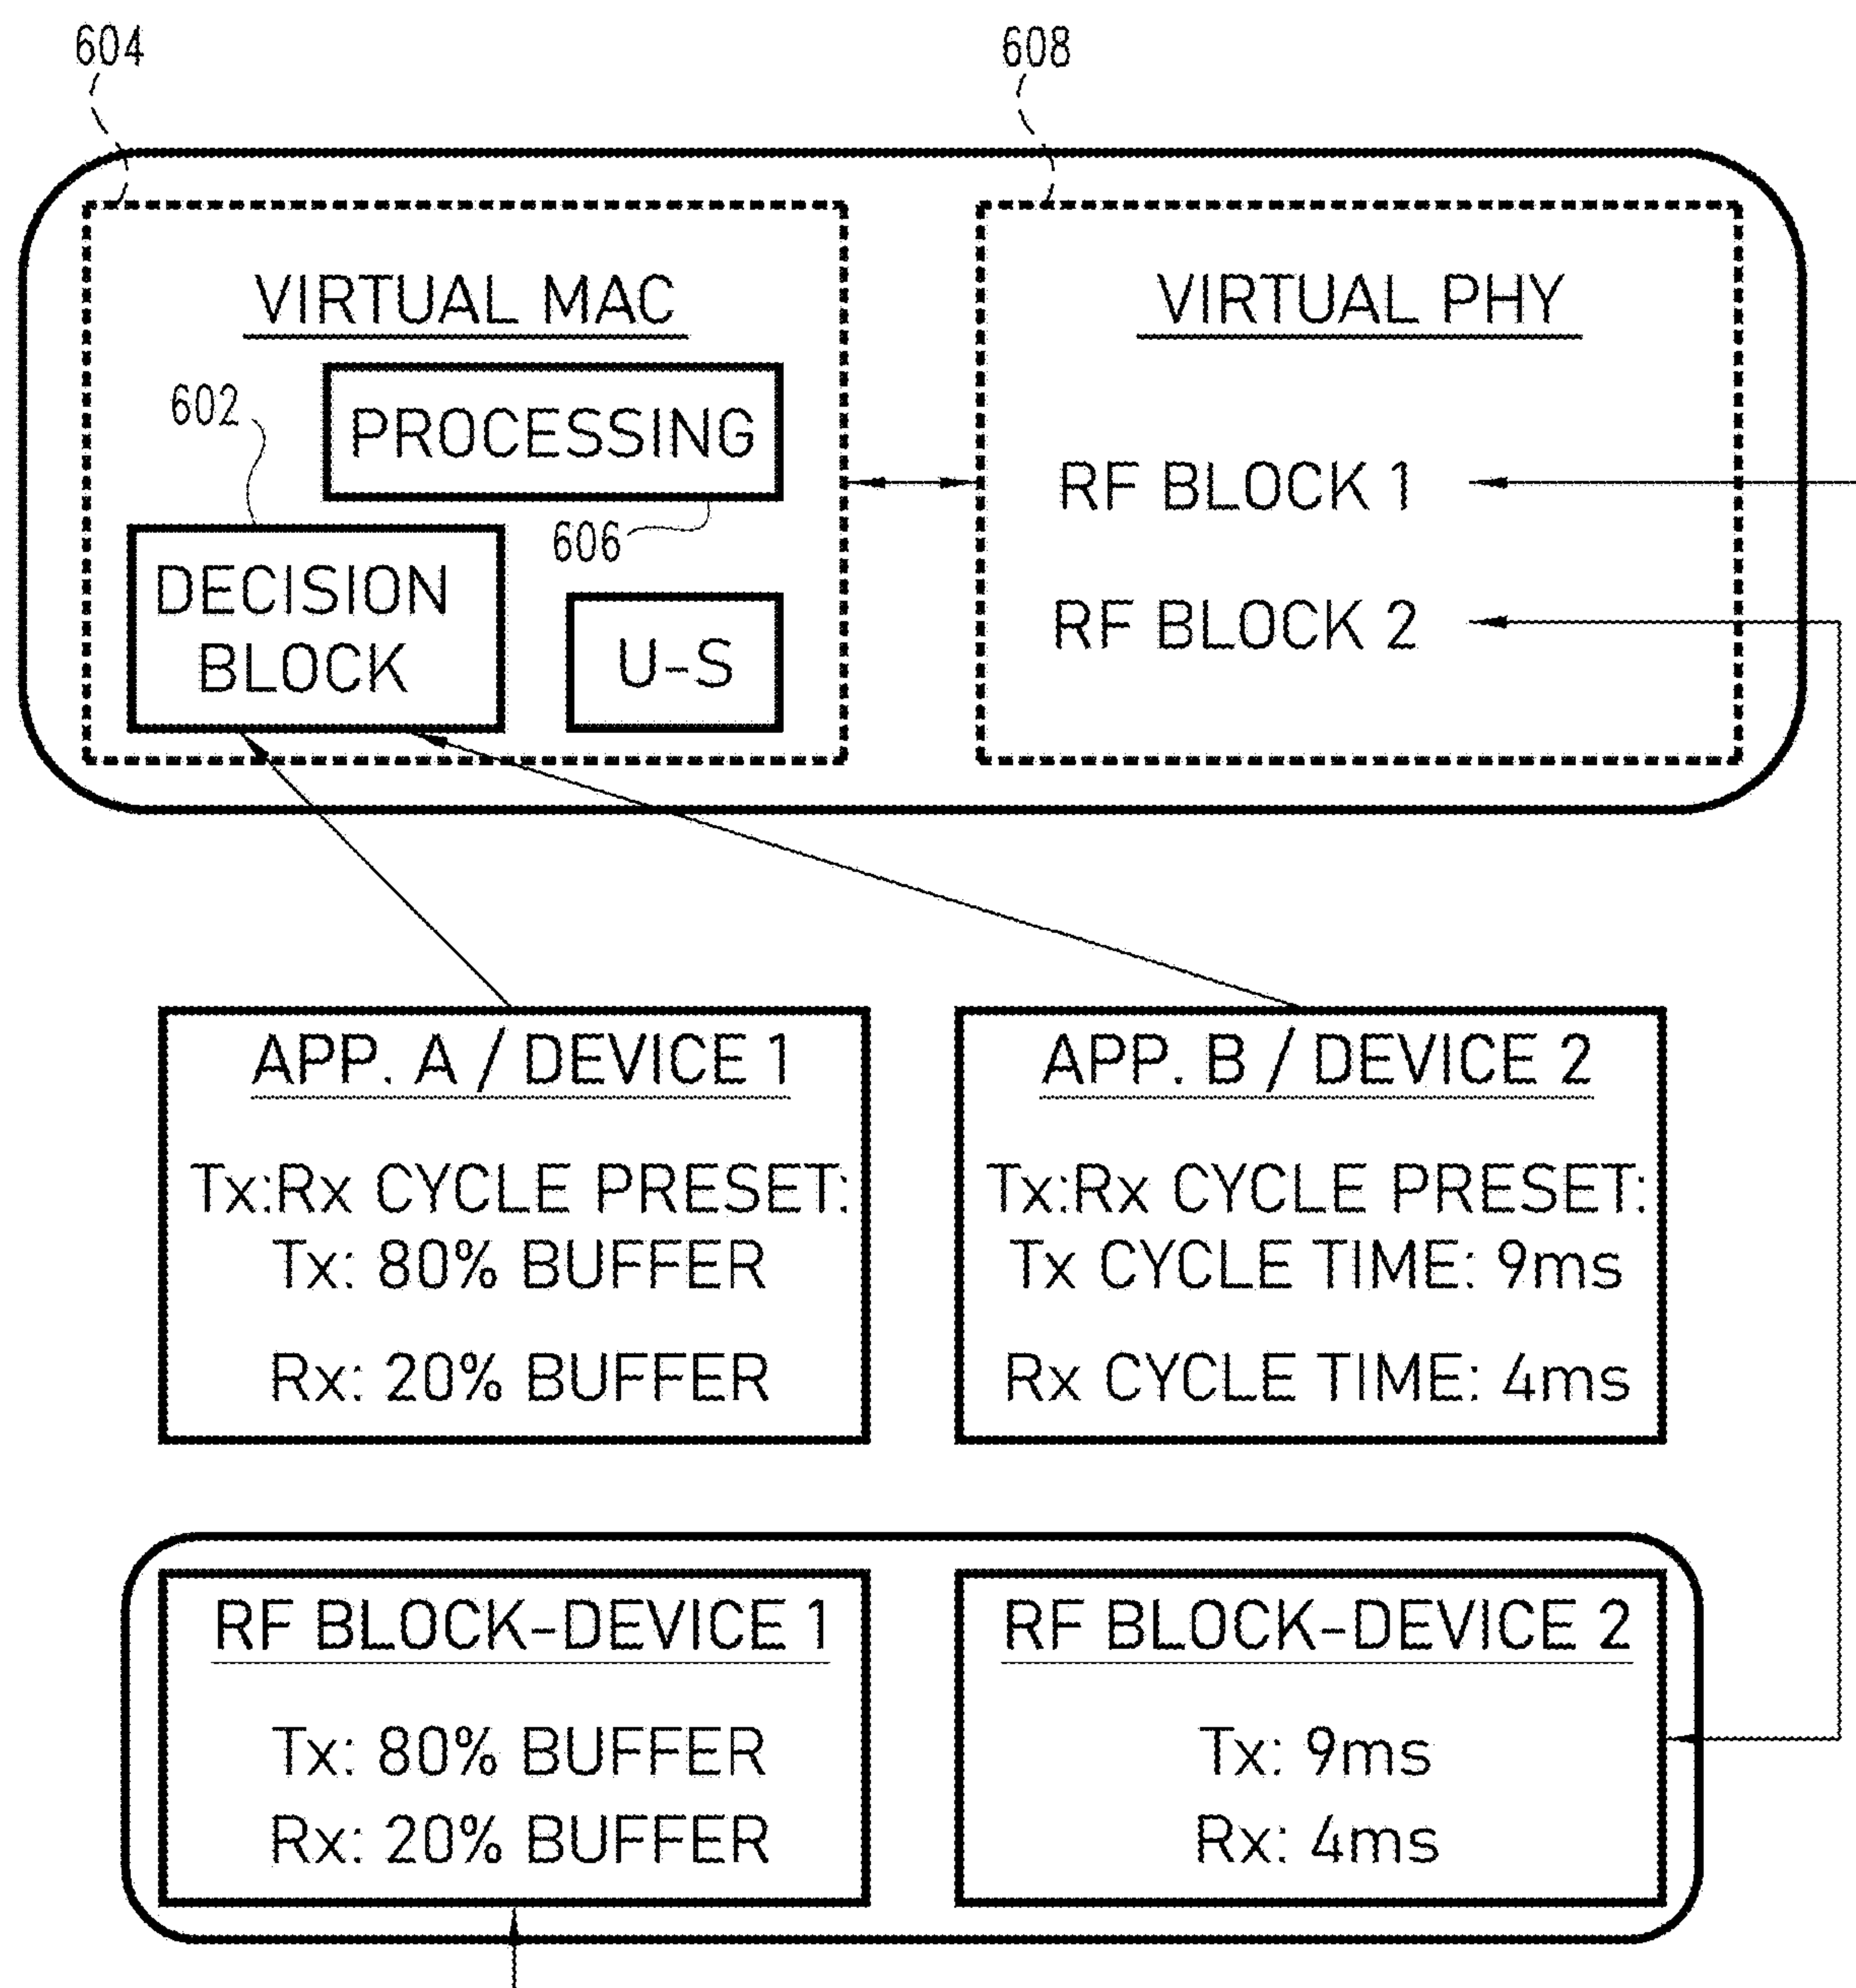 604
608
VIRTUAL MAC
PROCESSING
602
606
DECISION
BLOCK
U-S
VIRTUAL PHY
RF BLOCK 1
RF BLOCK 2
APP. A / DEVICE 1
Tx:Rx CYCLE PRESET:
Tx: 80% BUFFER
Rx: 20% BUFFER
APP. B / DEVICE 2
Tx:Rx CYCLE PRESET:
Tx CYCLE TIME: 9ms
Rx CYCLE TIME: 4ms
RF BLOCK-DEVICE 1
Tx: 80% BUFFER
Rx: 20% BUFFER
RF BLOCK-DEVICE 2
Tx: 9ms
Rx: 4ms